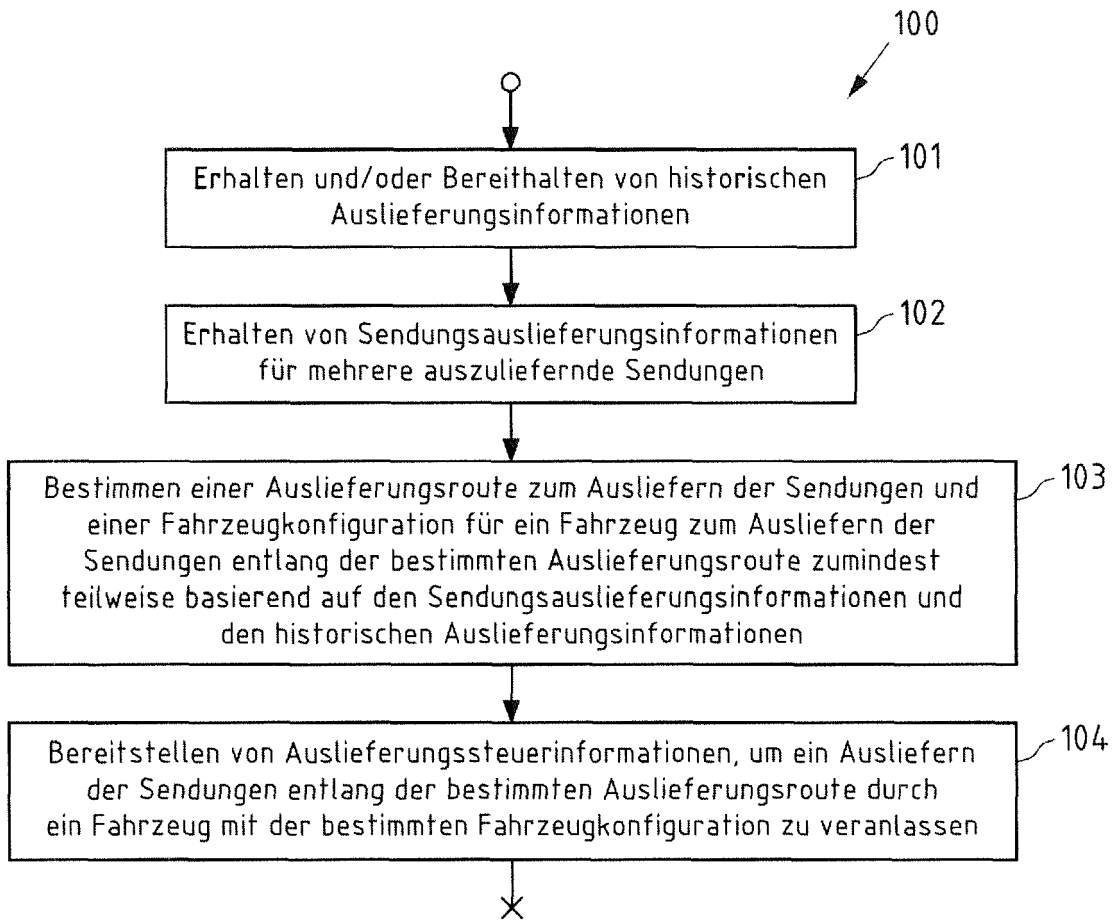 100
101
Erhalten und/oder Bereithalten von historischen
Auslieferungsinformationen
102
Erhalten von Sendungsauslieferungsinformationen
für mehrere auszuliefernde Sendungen
103
Bestimmen einer Auslieferungsroute zum Ausliefern der Sendungen und
einer Fahrzeugkonfiguration für ein Fahrzeug zum Ausliefern der
Sendungen entlang der bestimmten Auslieferungsroute zumindest
teilweise basierend auf den Sendungsauslieferungsinformationen und
den historischen Auslieferungsinformationen
104
Bereitstellen von Auslieferungssteuerinformationen, um ein Ausliefern
der Sendungen entlang der bestimmten Auslieferungsroute durch
ein Fahrzeug mit der bestimmten Fahrzeugkonfiguration zu veranlassen